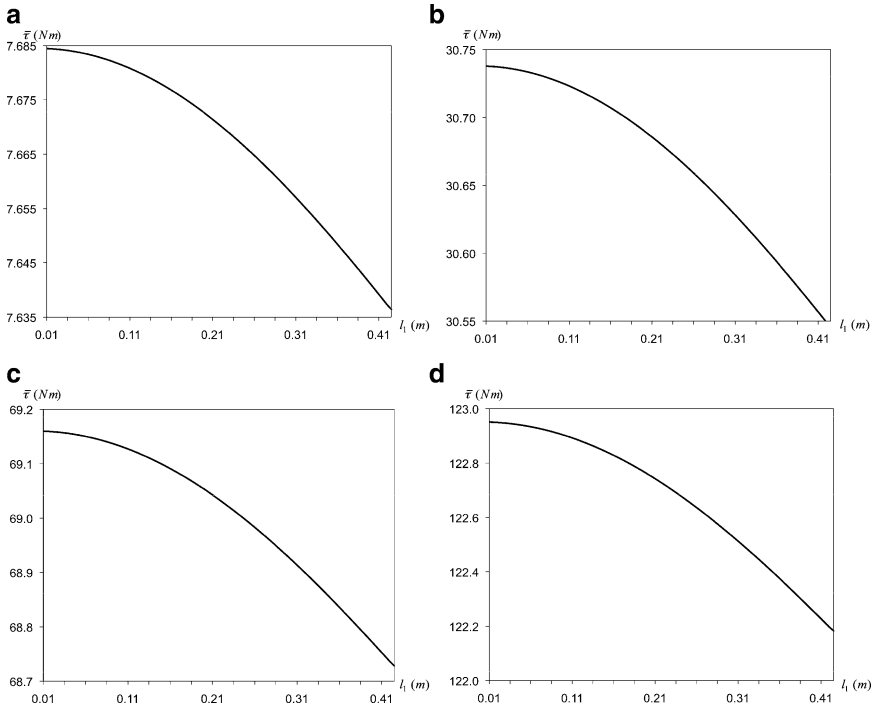 a
τ̅ (Nm)
7.685
7.675
7.665
7.655
7.645
7.635
0.01 0.11 0.21 0.31 0.41
l₁ (m)
b
τ̅ (Nm)
30.75
30.70
30.65
30.60
30.55
0.01 0.11 0.21 0.31 0.41
l₁ (m)
c
τ̅ (Nm)
69.2
69.1
69.0
68.9
68.8
68.7
0.01 0.11 0.21 0.31 0.41
l₁ (m)
d
τ̅ (Nm)
123.0
122.8
122.6
122.4
122.2
122.0
0.01 0.11 0.21 0.31 0.41
l₁ (m)